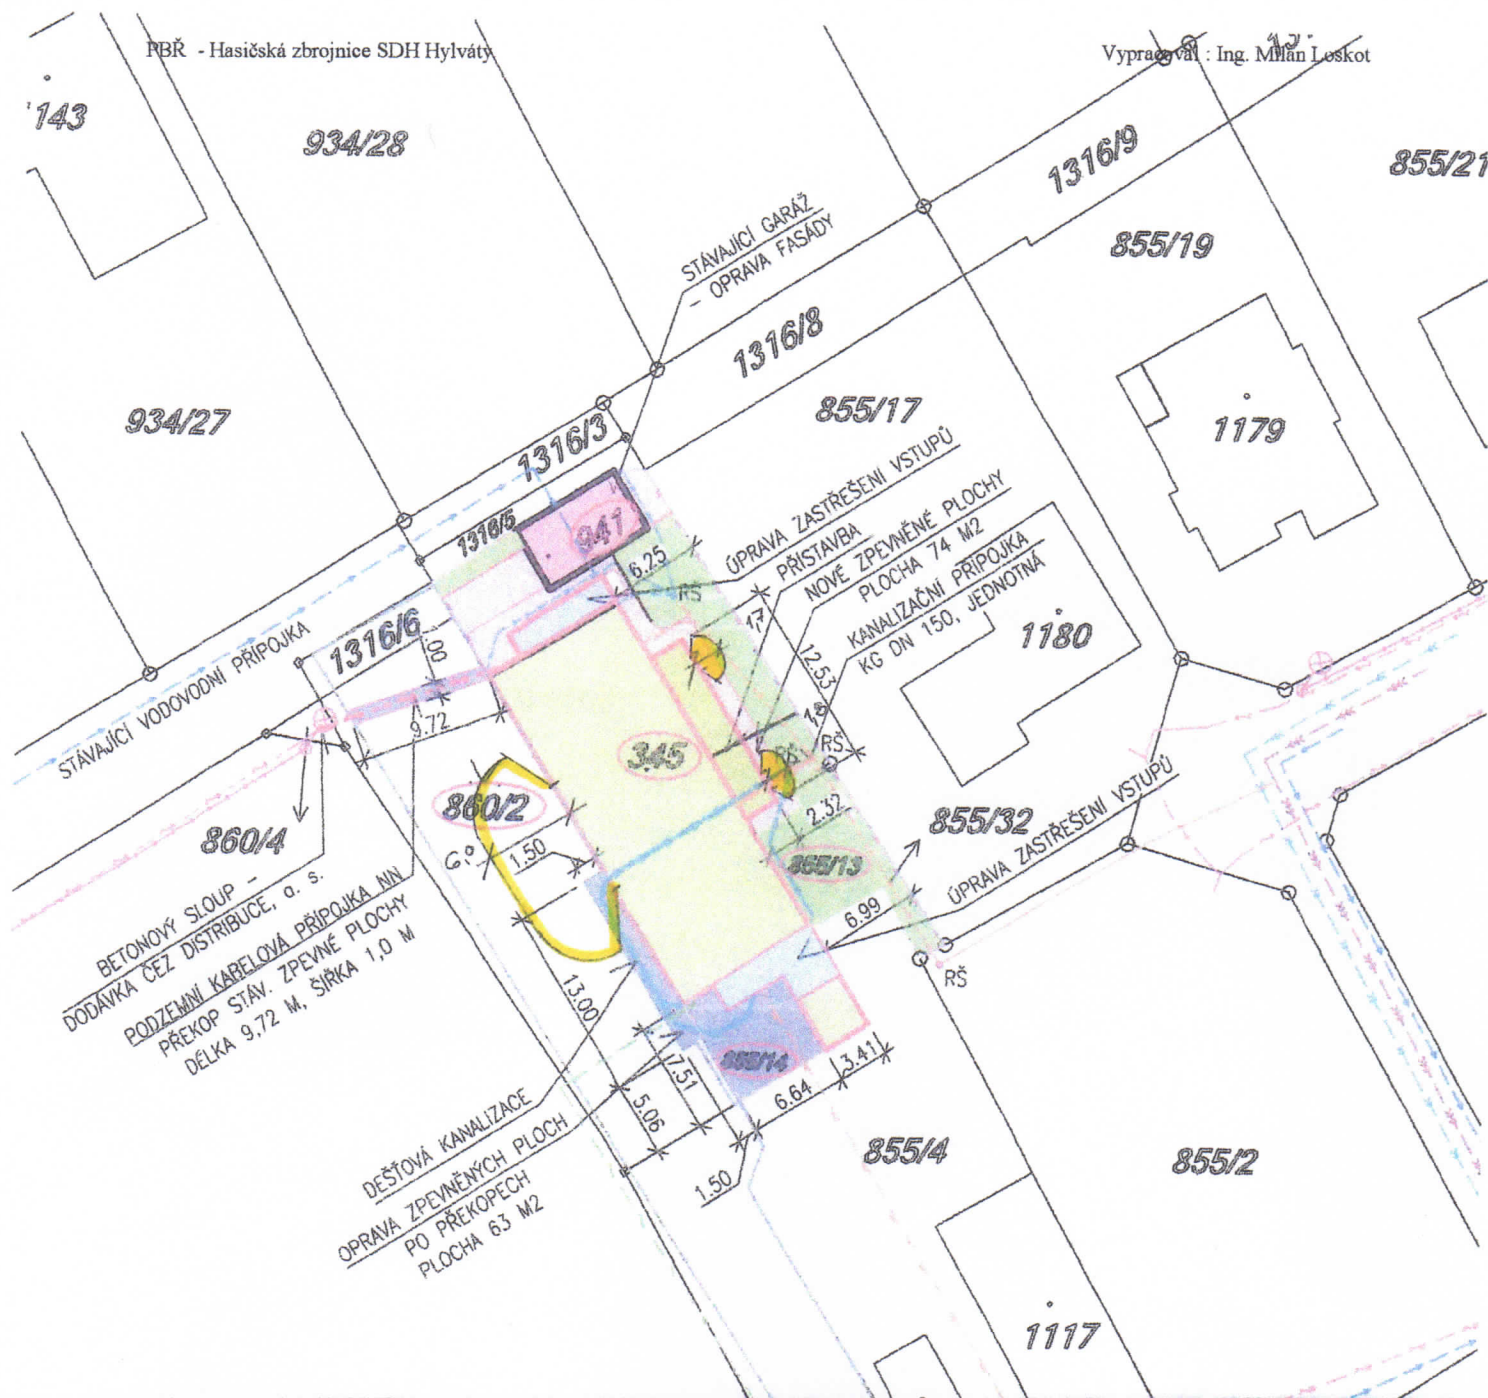 PBŘ - Hasičská zbrojnice SDH Hylváty
Vypracoval : Ing. Milan Loskot
143
934/28
1316/9
855/21
855/19
STÁVAJÍCÍ GARÁŽ
- OPRAVA FASÁDY
1316/8
934/27
1316/3
855/17
1179
1316/5
941
6.25
RŠ
ÚPRAVA ZASTŘEŠENÍ VSTUPŮ
PŘÍSTAVBA
NOVÉ ZPEVNĚNÉ PLOCHY
PLOCHA 74 M2
KANALIZAČNÍ PŘÍPOJKA
KG DN 150, JEDNOTNÁ
1316/6
1180
STÁVAJÍCÍ VODOVODNÍ PŘÍPOJKA
9.72
12.53
345
RŠ
RŠ
860/2
860/4
1.50
2.32
855/32
855/13
ÚPRAVA ZASTŘEŠENÍ VSTUPŮ
6.99
RŠ
BETONOVÝ SLOUP -
DODÁVKA ČEZ DISTRIBUCE, a. s.
PODZEMNÍ KABELOVÁ PŘÍPOJKA NN
PŘEKOP STÁV. ZPEVNĚ PLOCHY
DÉLKA 9,72 M, ŠÍŘKA 1,0 M
13.00
855/14
7.51
5.06
6.64
3.41
1.50
DEŠŤOVÁ KANALIZACE
OPRAVA ZPEVNĚNÝCH PLOCH
PO PŘEKOPECH
PLOCHA 63 M2
855/4
855/2
1117